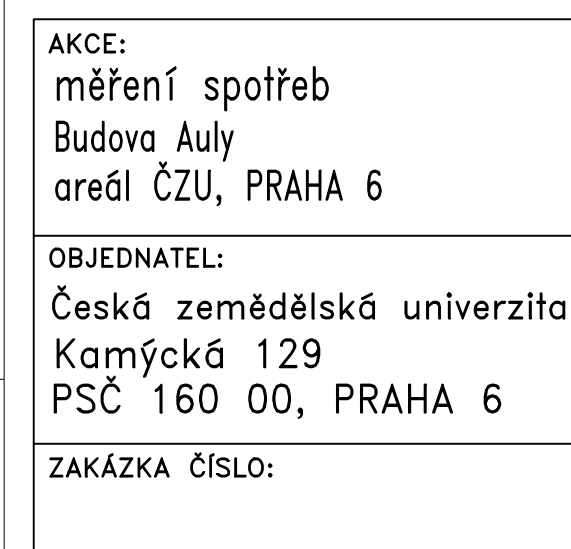 AKCE:
měření spotřeb
Budova Auly
areál ČZU, PRAHA 6
OBJEDNATEL:
Česká zemědělská univerzita
Kamýcká 129
PSČ 160 00, PRAHA 6
ZAKÁZKA ČÍSLO: